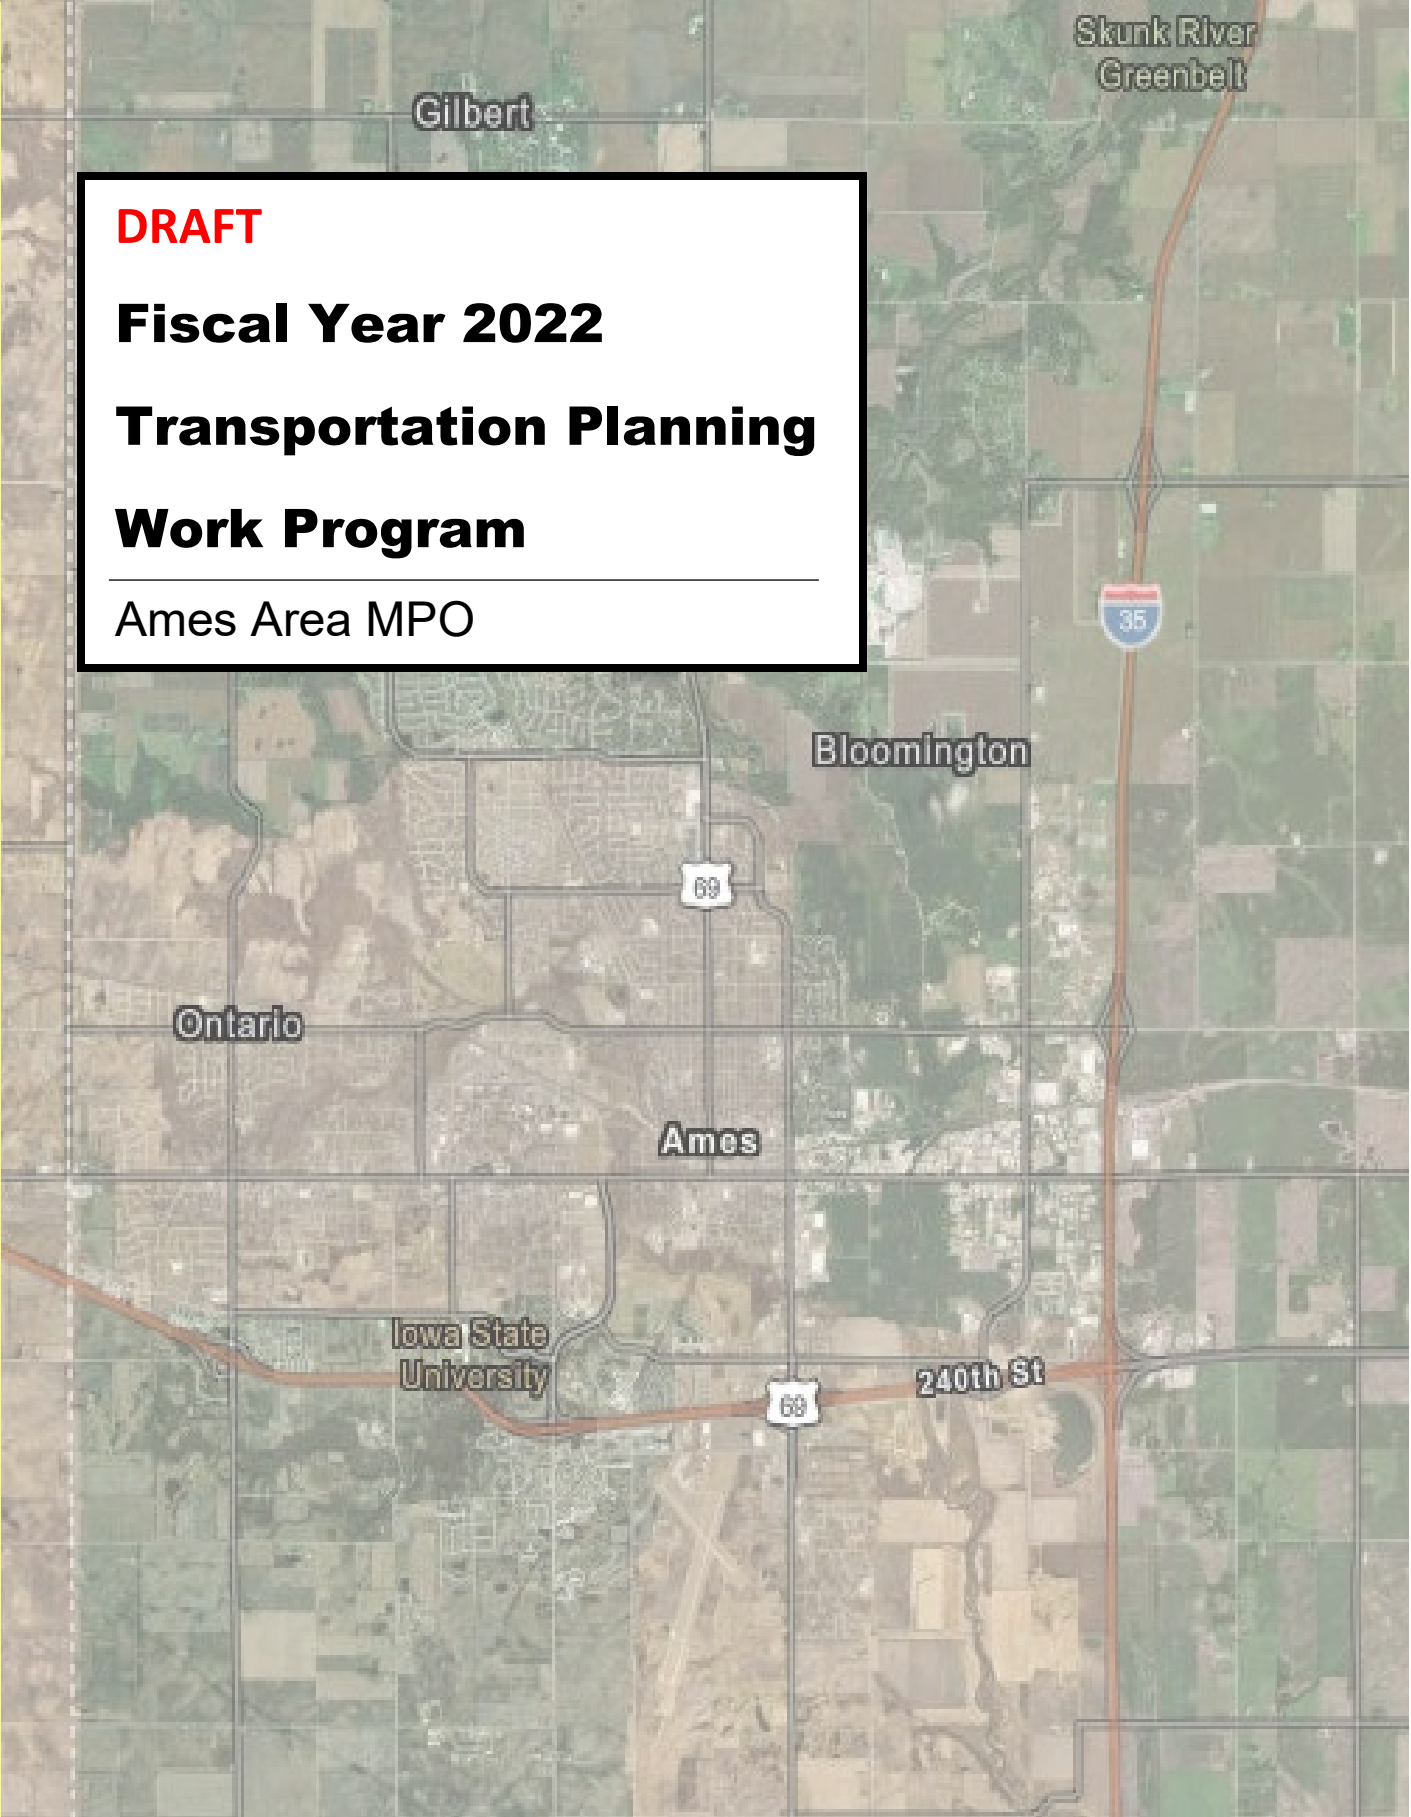 Skunk River
Greenbelt
Gilbert
DRAFT
Fiscal Year 2022
Transportation Planning
Work Program
Ames Area MPO
35
Bloomington
69
Ontario
Ames
Iowa State
University
240th St
69